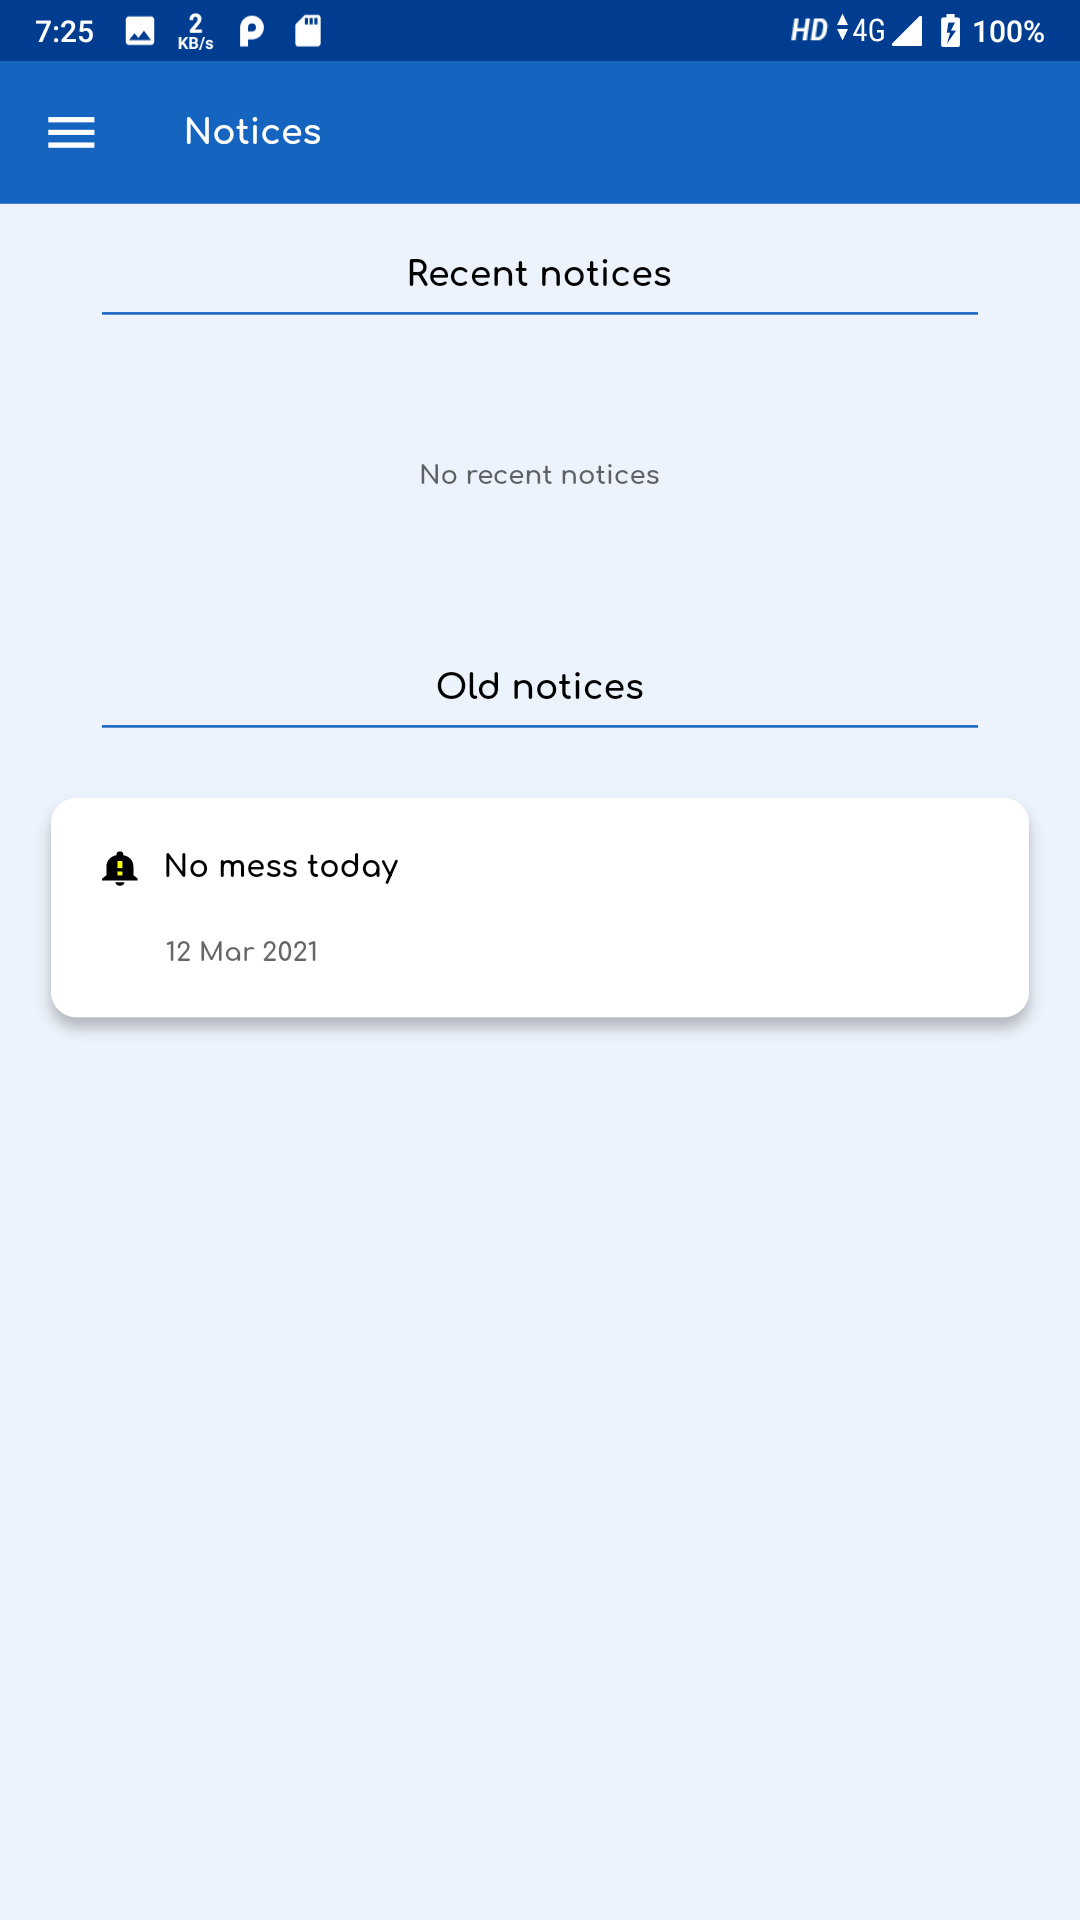 7:25 2 KB/s HD 4G 100%
Notices
Recent notices
No recent notices
Old notices
No mess today
12 Mar 2021